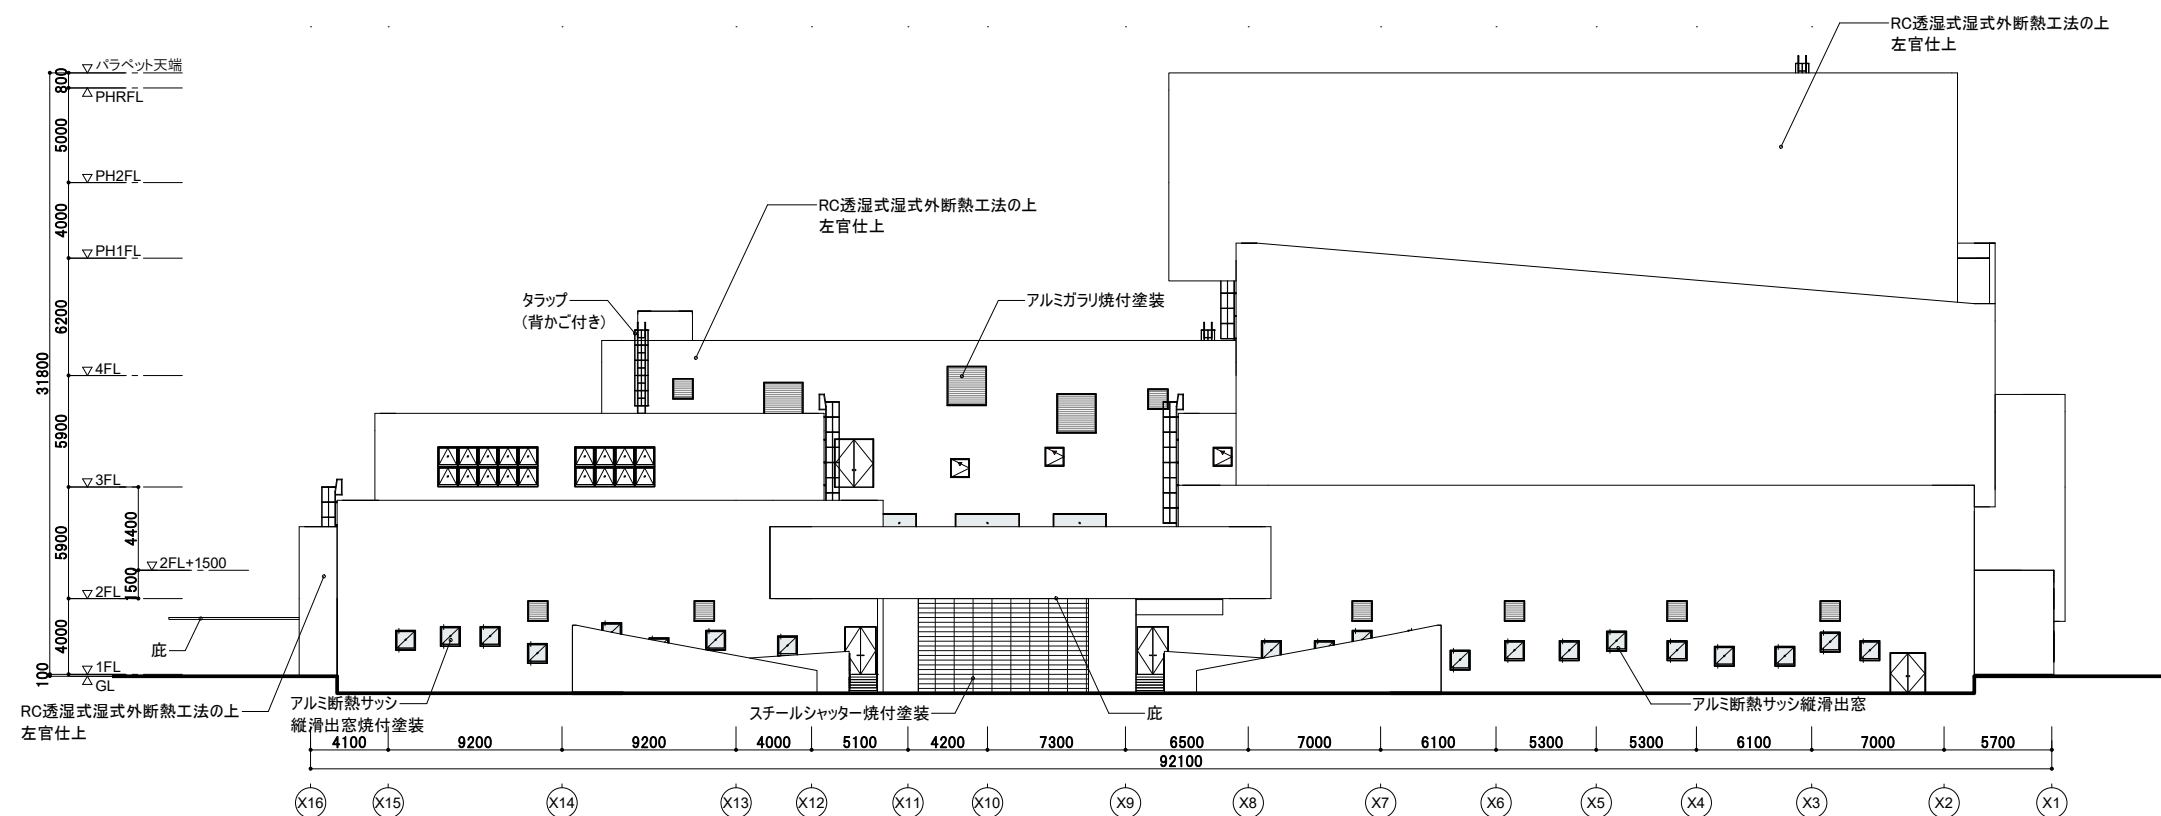 RC透湿式湿式外断熱工法の上
左官仕上
パラペット天端
800
PHRFL
5000
PH2FL
4000
RC透湿式湿式外断熱工法の上
左官仕上
PH1FL
タラップ
(背かご付き)
アルミガラリ焼付塗装
6200
31800
4FL
5900
3FL
4400
5900
2FL+1500
1500
2FL
4000
庇
1FL
100
GL
RC透湿式湿式外断熱工法の上
左官仕上
アルミ断熱サッシ
縦滑出窓焼付塗装
スチールシャッター焼付塗装
庇
アルミ断熱サッシ縦滑出窓
4100 9200 9200 4000 5100 4200 7300 6500 7000 6100 5300 5300 6100 7000 5700
92100
X16 X15 X14 X13 X12 X11 X10 X9 X8 X7 X6 X5 X4 X3 X2 X1